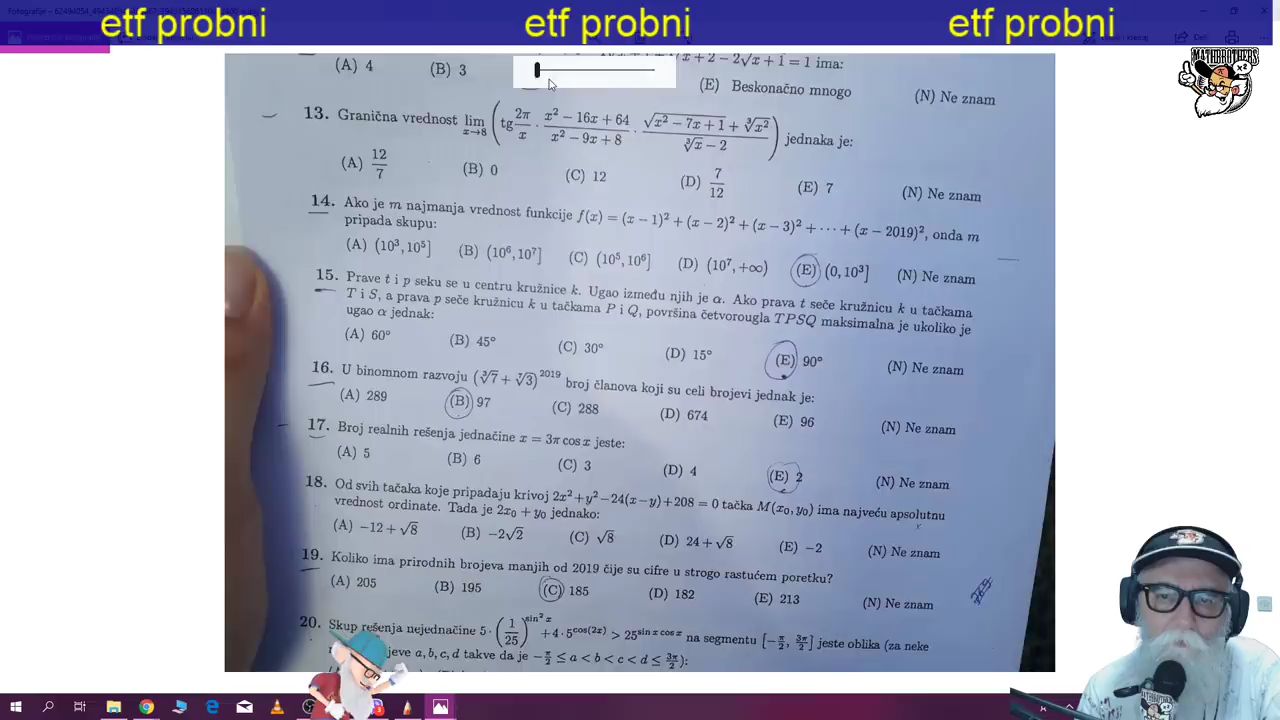 etf probni etf probni etf probni
√x + 2 − 2√x + 1 = 1 ima:
(A) 4 (B) 3 (E) Beskonačno mnogo (N) Ne znam
13. Granična vrednost lim x→8 (tg 2π/x · (x² − 16x + 64)/(x² − 9x + 8) · (√(x² − 7x + 1) + ∛x²)/(∛x − 2)) jednaka je:
(A) 12/7 (B) 0 (C) 12 (D) 7/12 (E) 7 (N) Ne znam
14. Ako je m najmanja vrednost funkcije f(x) = (x − 1)² + (x − 2)² + (x − 3)² + · · · + (x − 2019)², onda m
pripada skupu:
(A) (10³, 10⁵] (B) (10⁶, 10⁷] (C) (10⁵, 10⁶] (D) (10⁷, +∞) (E) (0, 10³] (N) Ne znam
15. Prave t i p seku se u centru kružnice k. Ugao između njih je α. Ako prava t seče kružnicu k u tačkama
T i S, a prava p seče kružnicu k u tačkama P i Q, površina četvorougla TPSQ maksimalna je ukoliko je
ugao α jednak:
(A) 60° (B) 45° (C) 30° (D) 15° (E) 90° (N) Ne znam
16. U binomnom razvoju (∛7 + ⁷√3)²⁰¹⁹ broj članova koji su celi brojevi jednak je:
(A) 289 (B) 97 (C) 288 (D) 674 (E) 96 (N) Ne znam
17. Broj realnih rešenja jednačine x = 3π cos x jeste:
(A) 5 (B) 6 (C) 3 (D) 4 (E) 2 (N) Ne znam
18. Od svih tačaka koje pripadaju krivoj 2x² + y² − 24(x − y) + 208 = 0 tačka M(x₀, y₀) ima najveću apsolutnu
vrednost ordinate. Tada je 2x₀ + y₀ jednako:
(A) −12 + √8 (B) −2√2 (C) √8 (D) 24 + √8 (E) −2 (N) Ne znam
19. Koliko ima prirodnih brojeva manjih od 2019 čije su cifre u strogo rastućem poretku?
(A) 205 (B) 195 (C) 185 (D) 182 (E) 213 (N) Ne znam
20. Skup rešenja nejednačine 5 · (1/25)^(sin² x) + 4 · 5^(cos(2x)) > 25^(sin x cos x) na segmentu [−π/2, 3π/2] jeste oblika (za neke
jeve a, b, c, d takve da je −π/2 ≤ a < b < c < d ≤ 3π/2):
MATHBROTHERS